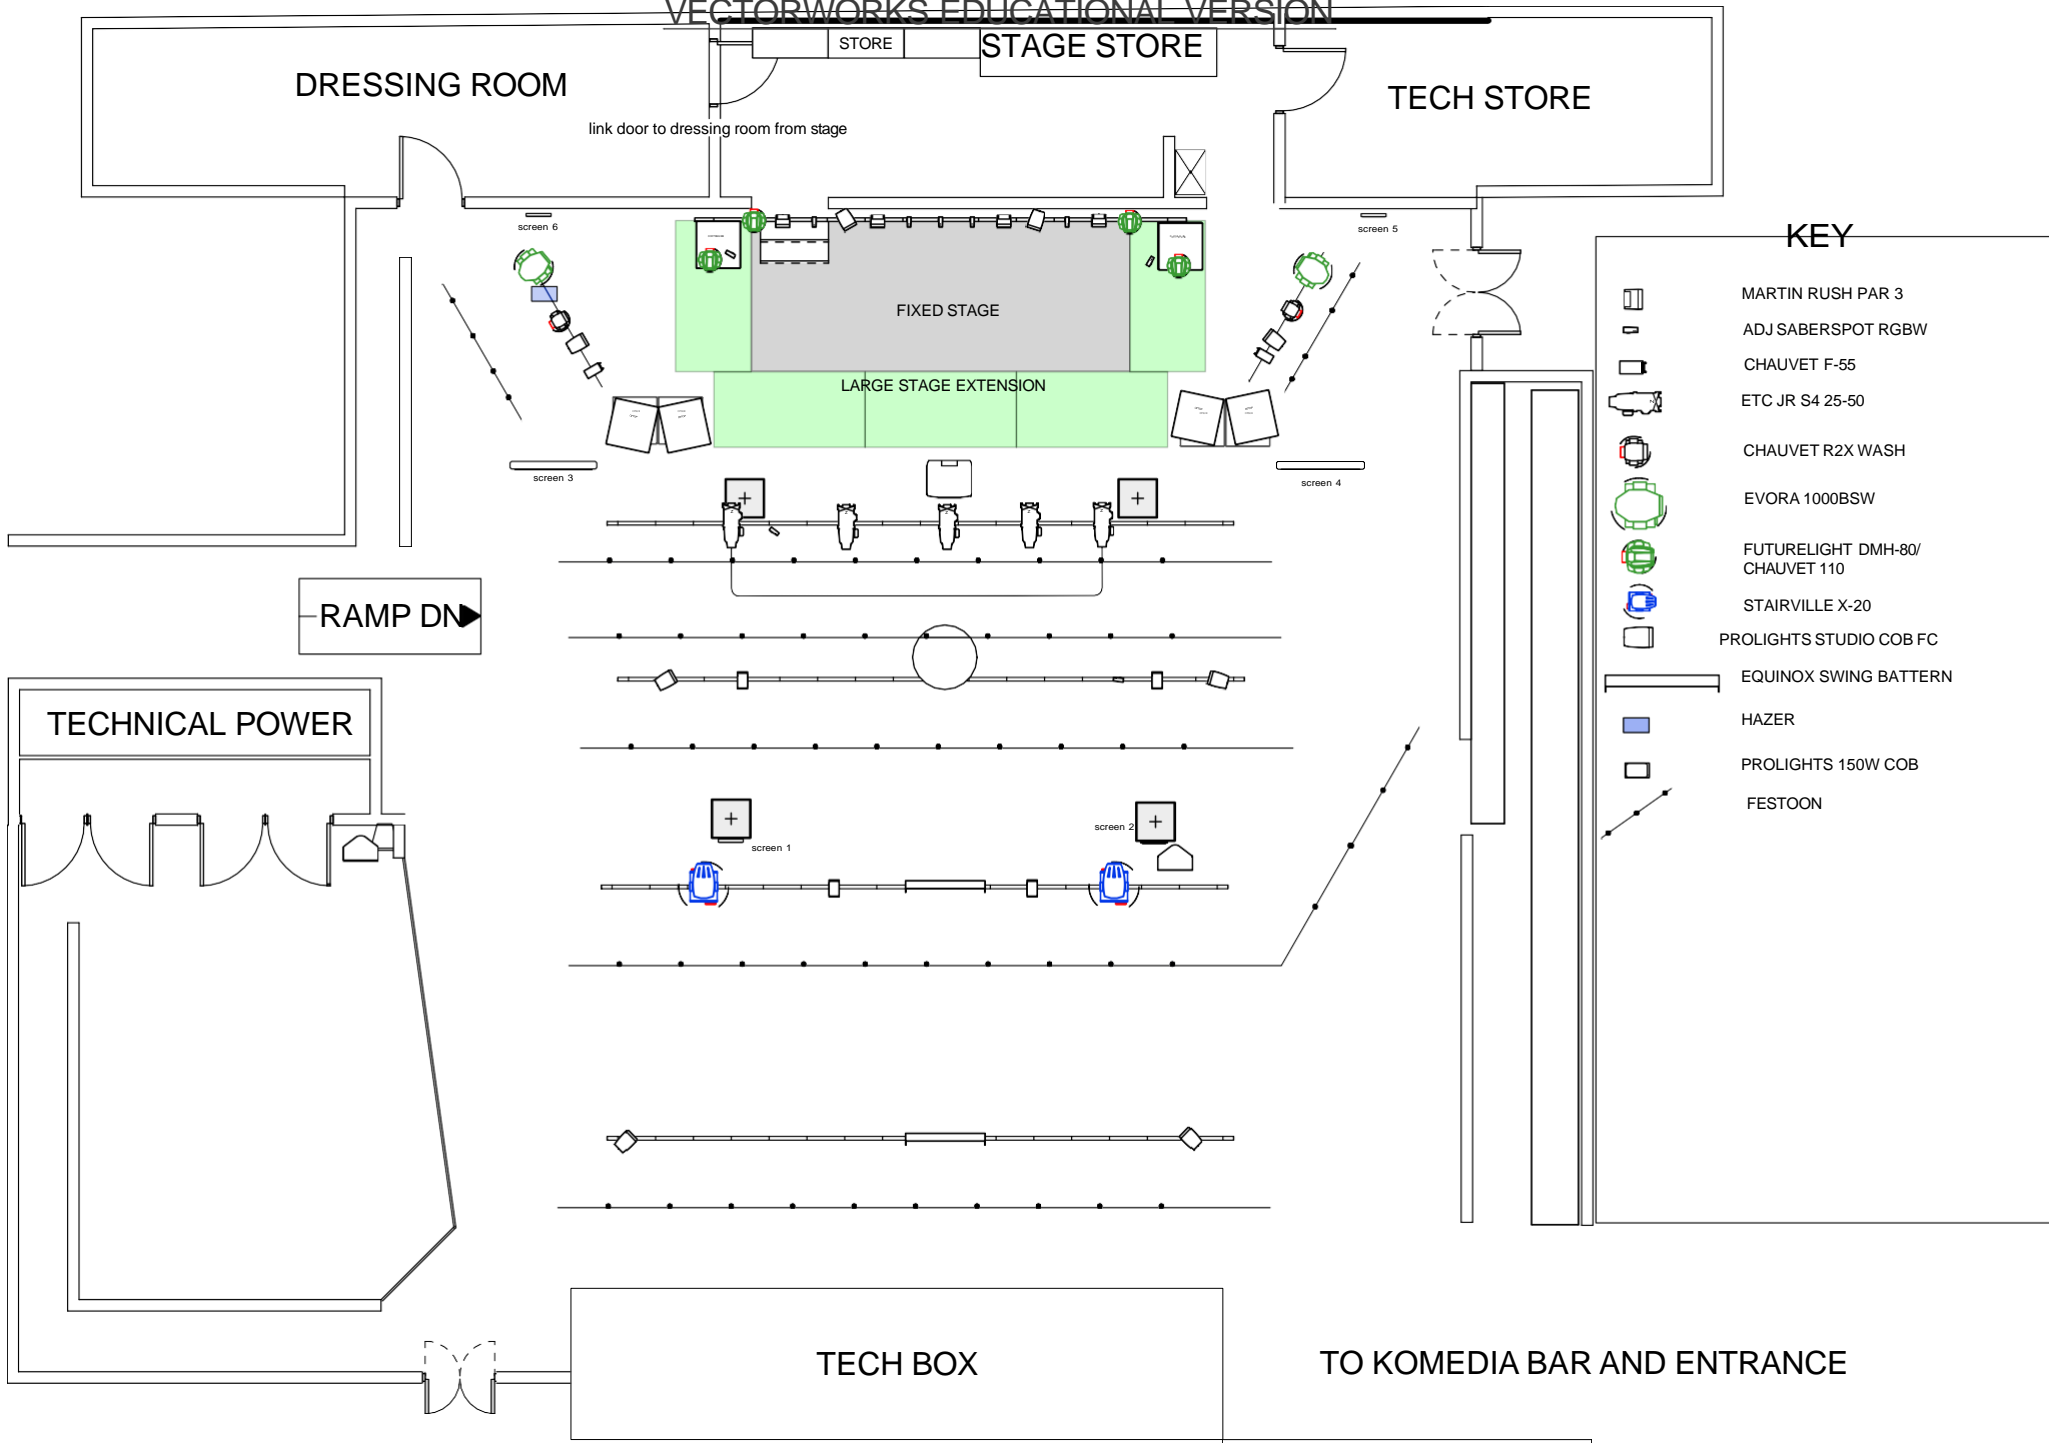 VECTORWORKS EDUCATIONAL VERSION
STORE
STAGE STORE
DRESSING ROOM
TECH STORE
link door to dressing room from stage
screen 6
screen 5
KEY
MARTIN RUSH PAR 3
ADJ SABERSPOT RGBW
CHAUVET F-55
ETC JR S4 25-50
CHAUVET R2X WASH
EVORA 1000BSW
FUTURELIGHT DMH-80/
CHAUVET 110
STAIRVILLE X-20
PROLIGHTS STUDIO COB FC
EQUINOX SWING BATTERN
HAZER
PROLIGHTS 150W COB
FESTOON
FIXED STAGE
LARGE STAGE EXTENSION
screen 3
screen 4
RAMP DN
TECHNICAL POWER
screen 1
screen 2
TECH BOX
TO KOMEDIA BAR AND ENTRANCE